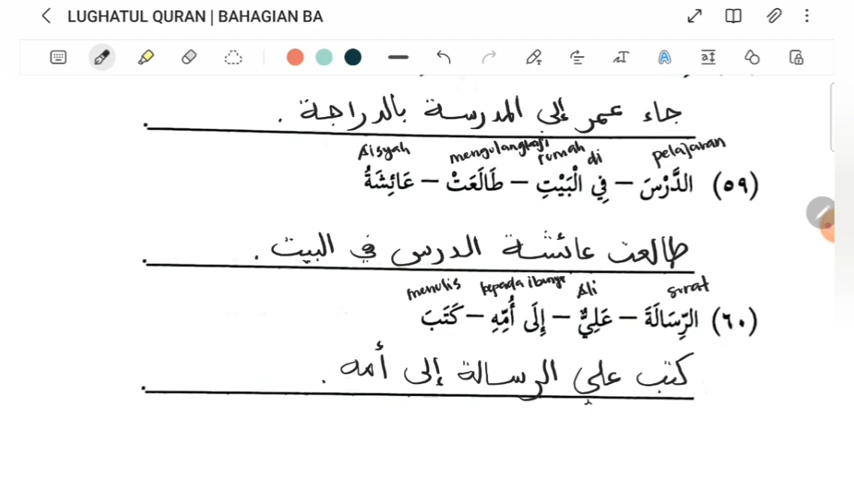 LUGHATUL QURAN | BAHAGIAN BA
جاء عمر إلى المدرسة بالدراجة .
pelajaran di rumah mengulangkaji Aisyah
(٥٩) الدَّرْسَ – فِي الْبَيْتِ – طَالَعَتْ – عَائِشَةُ
طالعت عائشة الدرس في البيت .
surat Ali kepada ibunya menulis
(٦٠) الرِّسَالَةَ – عَلِيٌّ – إِلَى أُمِّهِ – كَتَبَ
كتب علي الرسالة إلى أمه .